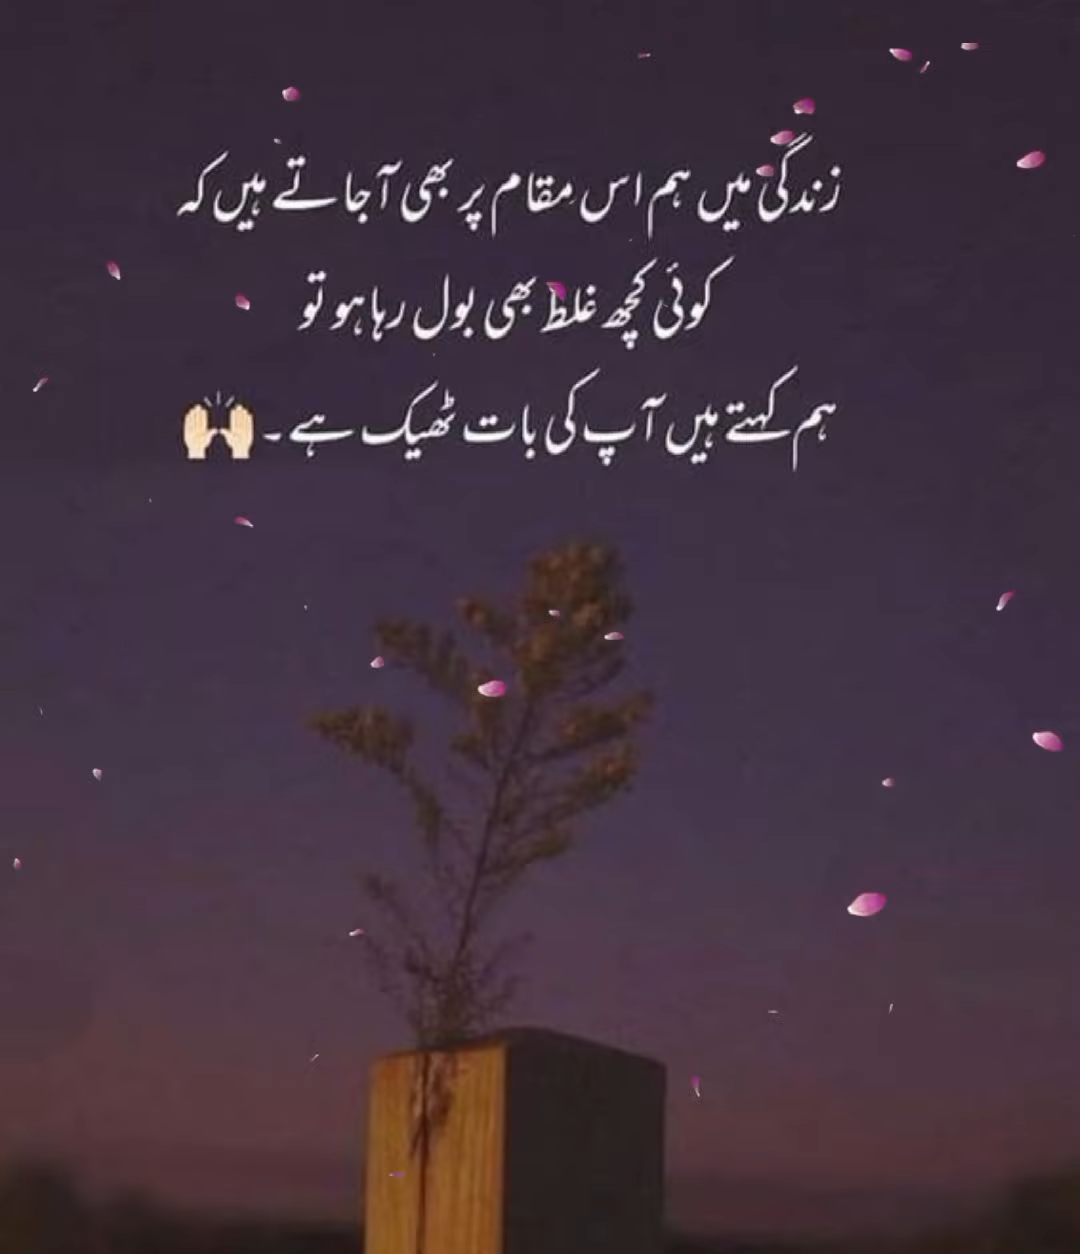 زندگی میں ہم اس مقام پر بھی آجاتے ہیں کہ
کوئی کچھ غلط بھی بول رہا ہو تو
ہم کہتے ہیں آپ کی بات ٹھیک ہے۔ 🙌🏻